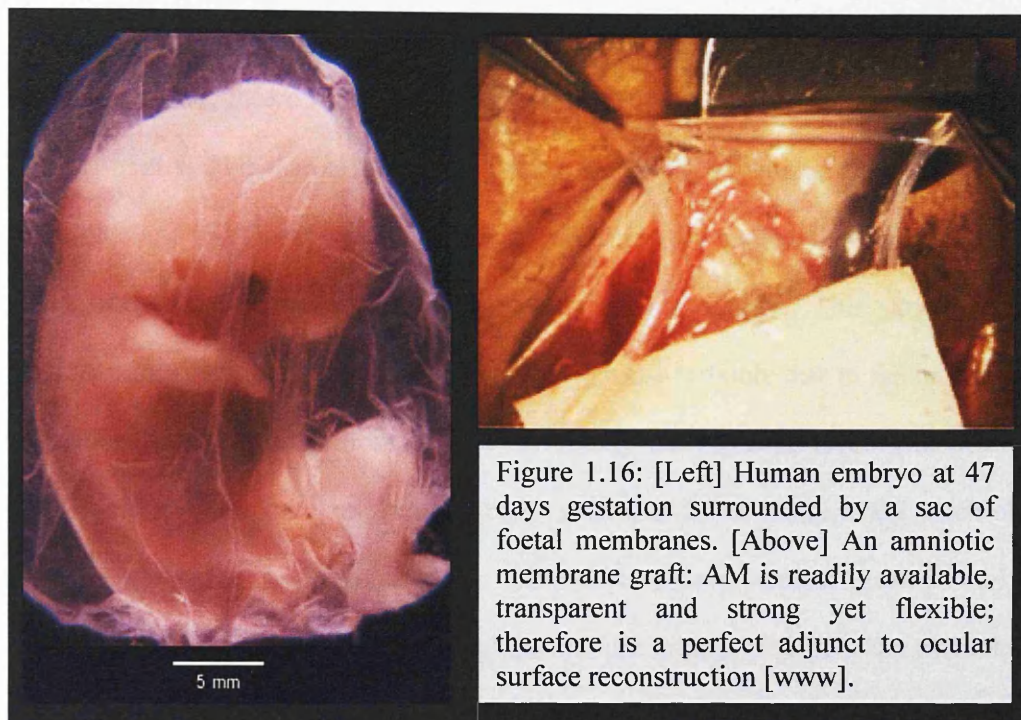 5 mm
Figure 1.16: [Left] Human embryo at 47
days gestation surrounded by a sac of
foetal membranes. [Above] An amniotic
membrane graft: AM is readily available,
transparent and strong yet flexible;
therefore is a perfect adjunct to ocular
surface reconstruction [www].